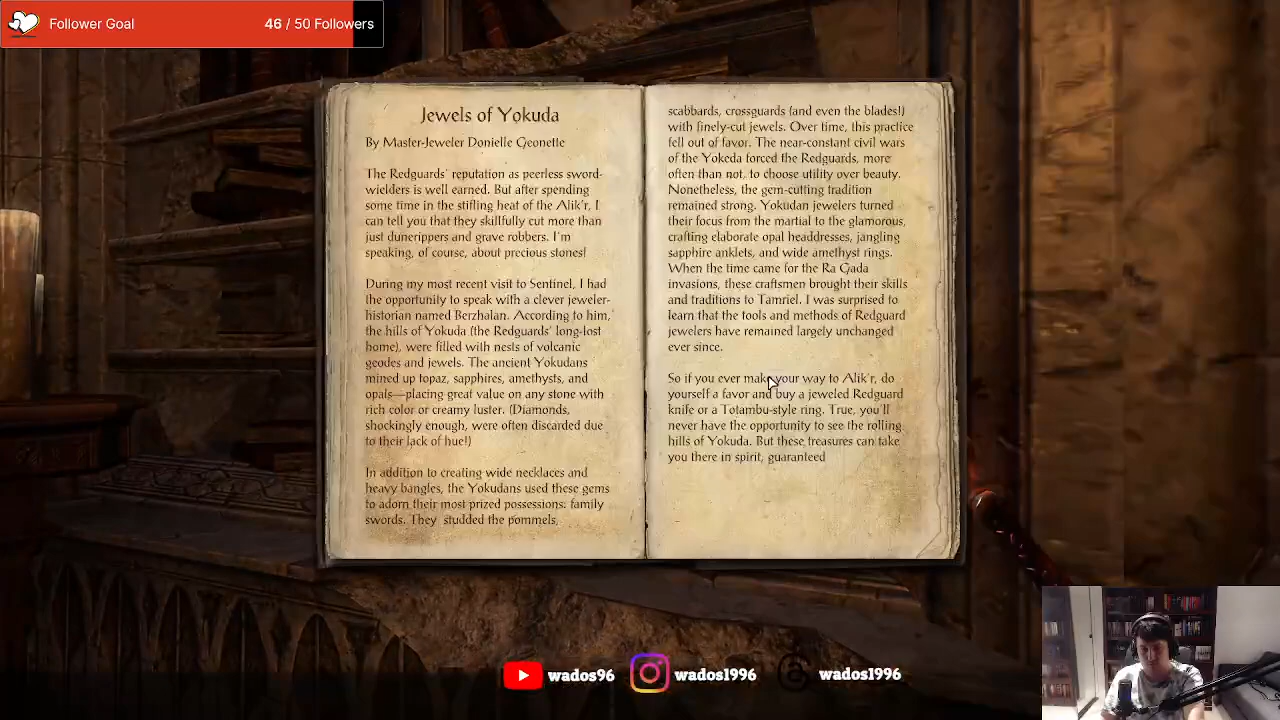 Follower Goal
46 / 50 Followers
Jewels of Yokuda
By Master-Jeweler Donielle Geonette
The Redguards' reputation as peerless sword-
wielders is well earned. But after spending
some time in the stifling heat of the Alik'r, I
can tell you that they skillfully cut more than
just dunerippers and grave robbers. I'm
speaking, of course, about precious stones!
During my most recent visit to Sentinel, I had
the opportunity to speak with a clever jeweler-
historian named Berzhalan. According to him,
the hills of Yokuda (the Redguards' long-lost
home), were filled with nests of volcanic
geodes and jewels. The ancient Yokudans
mined up topaz, sapphires, amethysts, and
opals—placing great value on any stone with
rich color or creamy luster. (Diamonds,
shockingly enough, were often discarded due
to their lack of hue!)
In addition to creating wide necklaces and
heavy bangles, the Yokudans used these gems
to adorn their most prized possessions: family
swords. They studded the pommels,
scabbards, crossguards (and even the blades!)
with finely-cut jewels. Over time, this practice
fell out of favor. The near-constant civil wars
of the Yokeda forced the Redguards, more
often than not, to choose utility over beauty.
Nonetheless, the gem-cutting tradition
remained strong. Yokudan jewelers turned
their focus from the martial to the glamorous,
crafting elaborate opal headdresses, jangling
sapphire anklets, and wide amethyst rings.
When the time came for the Ra Gada
invasions, these craftsmen brought their skills
and traditions to Tamriel. I was surprised to
learn that the tools and methods of Redguard
jewelers have remained largely unchanged
ever since.
So if you ever make your way to Alik'r, do
yourself a favor and buy a jeweled Redguard
knife or a Totambu-style ring. True, you'll
never have the opportunity to see the rolling
hills of Yokuda. But these treasures can take
you there in spirit, guaranteed
wados96
wados1996
wados1996